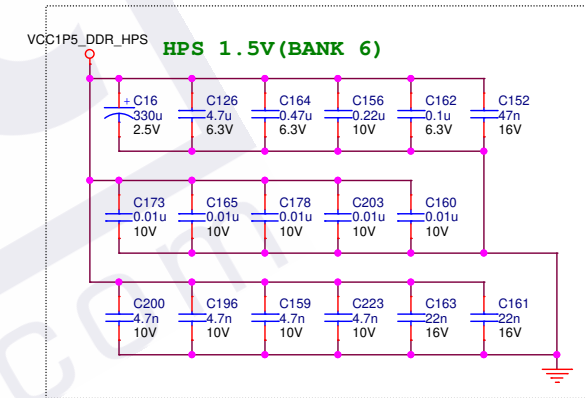 VCC1P5_DDR_HPS
HPS 1.5V(BANK 6)
+ C16 C126 C164 C156 C162 C152
330u 4.7u 0.47u 0.22u 0.1u 47n
2.5V 6.3V 6.3V 10V 6.3V 16V
C173 C165 C178 C203 C160
0.01u 0.01u 0.01u 0.01u 0.01u
10V 10V 10V 10V 10V
C200 C196 C159 C223 C163 C161
4.7n 4.7n 4.7n 4.7n 22n 22n
10V 10V 10V 10V 16V 16V
com